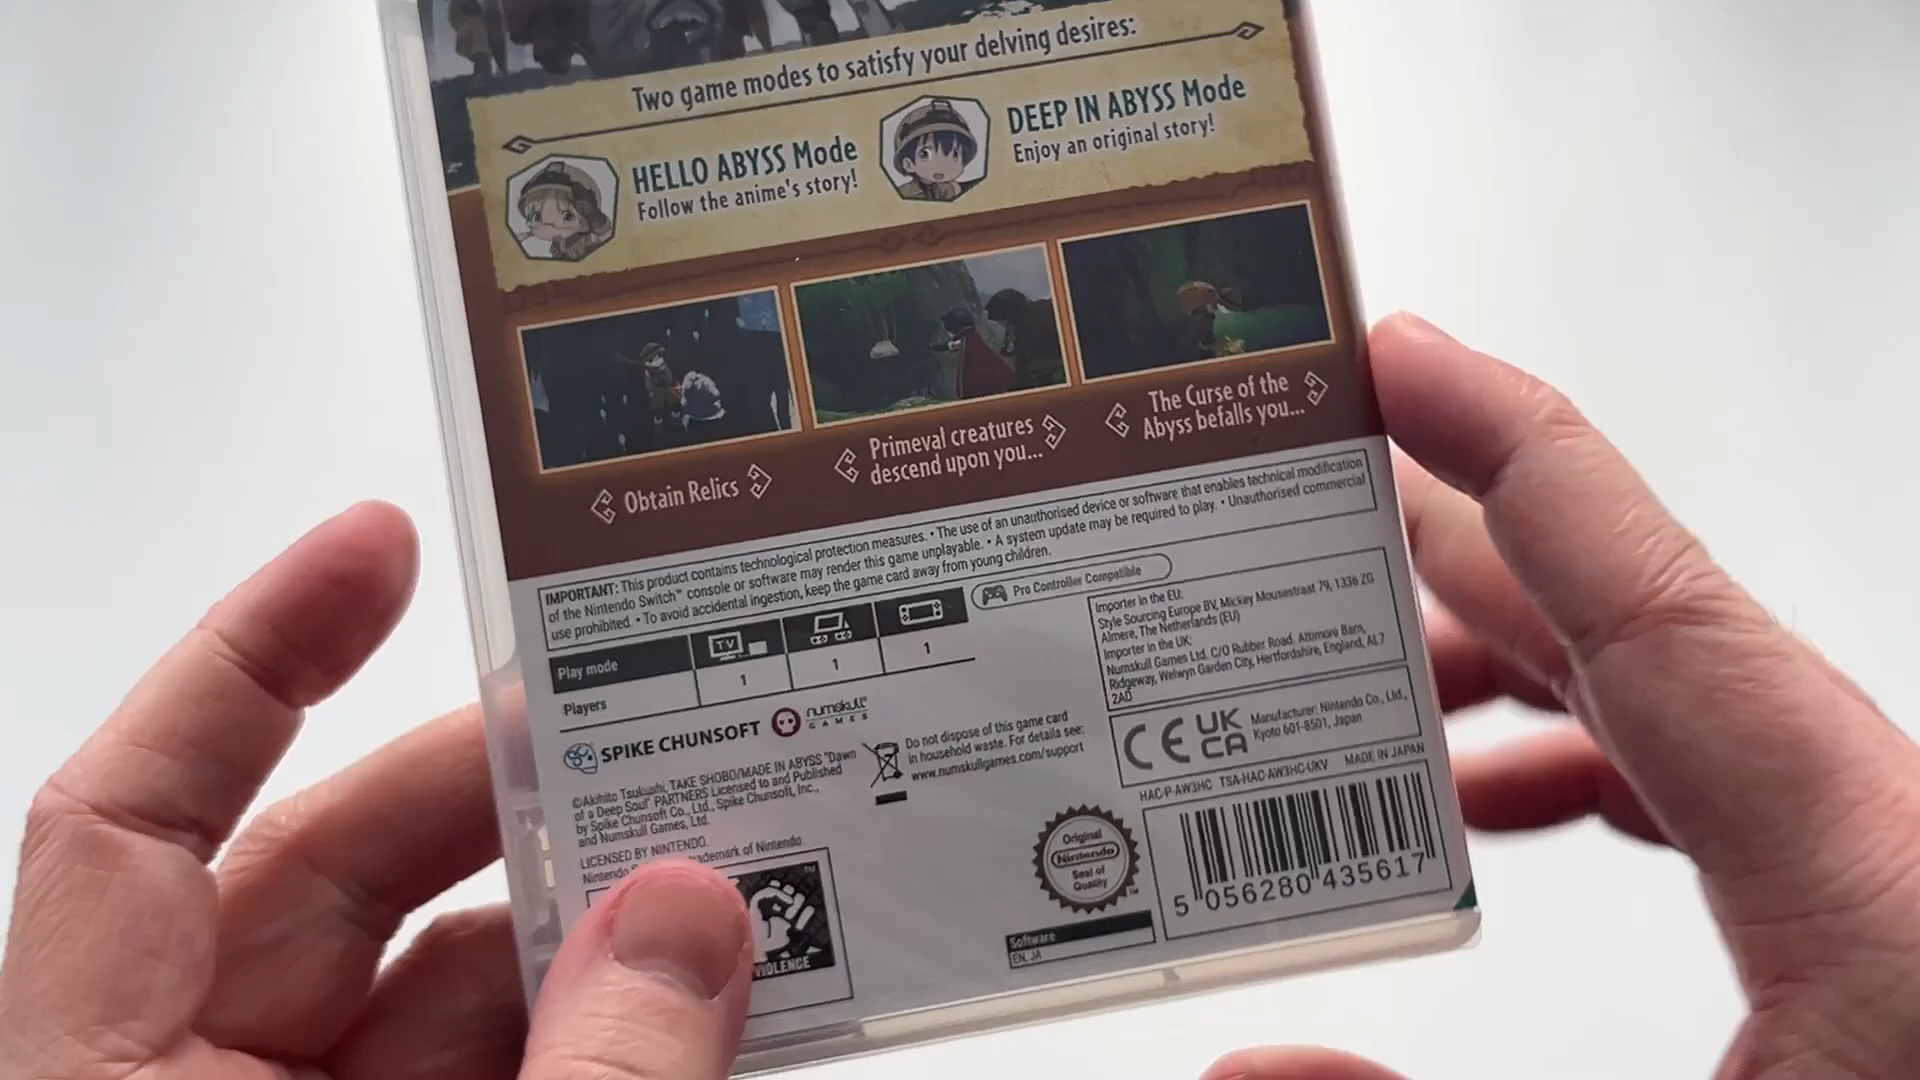 Two game modes to satisfy your delving desires:
HELLO ABYSS Mode
Follow the anime's story!
DEEP IN ABYSS Mode
Enjoy an original story!
Obtain Relics
Primeval creatures
descend upon you...
The Curse of the
Abyss befalls you...
IMPORTANT: This product contains technological protection measures. • The use of an unauthorised device or software that enables technical modification
of the Nintendo Switch™ console or software may render this game unplayable. • A system update may be required to play. • Unauthorised commercial
use prohibited. • To avoid accidental ingestion, keep the game card away from young children.
Pro Controller Compatible
Play mode
TV
Players
1
1
1
Importer in the EU:
Style Sourcing Europe BV, Mickey Mousestraat 79, 1336 ZG
Almere, The Netherlands (EU)
Importer in the UK:
Numskull Games Ltd. C/O Rubber Road, Attimore Barn,
Ridgeway, Welwyn Garden City, Hertfordshire, England, AL7
2AD
SPIKE CHUNSOFT
numskull
GAMES
Do not dispose of this game card
in household waste. For details see:
www.numskullgames.com/support
CE UK
CA
Manufacturer: Nintendo Co., Ltd.,
Kyoto 601-8501, Japan
©Akihito Tsukushi, TAKE SHOBO/MADE IN ABYSS "Dawn
of a Deep Soul" PARTNERS Licensed to and Published
by Spike Chunsoft Co., Ltd., Spike Chunsoft, Inc.,
and Numskull Games, Ltd.
LICENSED BY NINTENDO.
Nintendo S
trademark of Nintendo.
HAC-P-AW3HC TSA-HAC-AW3HC-UKV MADE IN JAPAN
Original
Nintendo
Seal of
Quality
TM
5 056280 435617
TM
VIOLENCE
Software
EN, JA